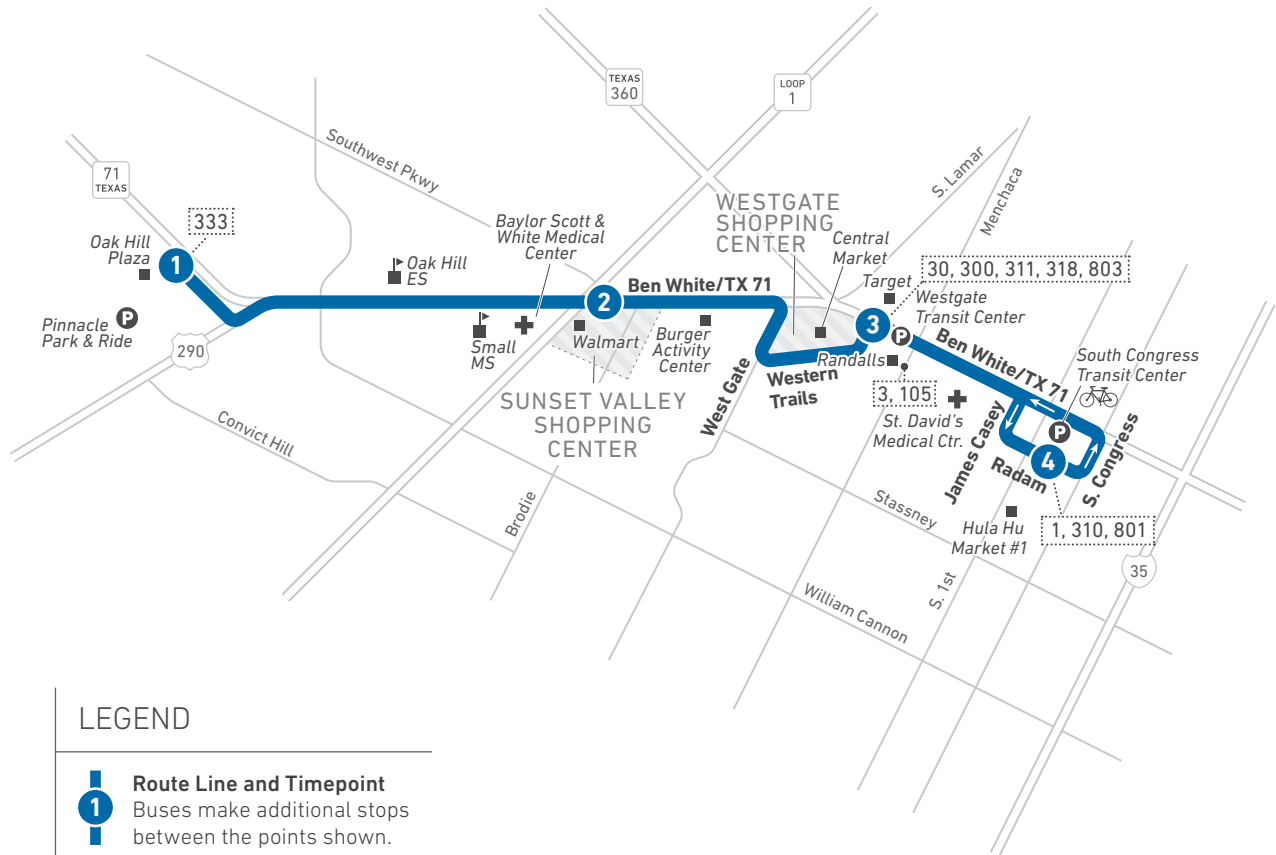 TEXAS
360
LOOP
1
Southwest Pkwy
71
TEXAS
333
Oak Hill
Plaza
1
Pinnacle
Park & Ride
P
290
Convict Hill
Oak Hill
ES
Small
MS
Baylor Scott &
White Medical
Center
2
Ben White/TX 71
Walmart
Burger
Activity
Center
SUNSET VALLEY
SHOPPING
CENTER
Brodie
WESTGATE
SHOPPING
CENTER
Central
Market
S. Lamar
Menchaca
Target
30, 300, 311, 318, 803
Westgate
Transit Center
3
P
Randalls
West Gate
Western
Trails
3, 105
Ben White/TX 71
St. David's
Medical Ctr.
South Congress
Transit Center
P
James Casey
Radam
4
S. Congress
Stassney
Hula Hu
Market #1
1, 310, 801
S. 1st
35
William Cannon
LEGEND
1
Route Line and Timepoint
Buses make additional stops
between the points shown.